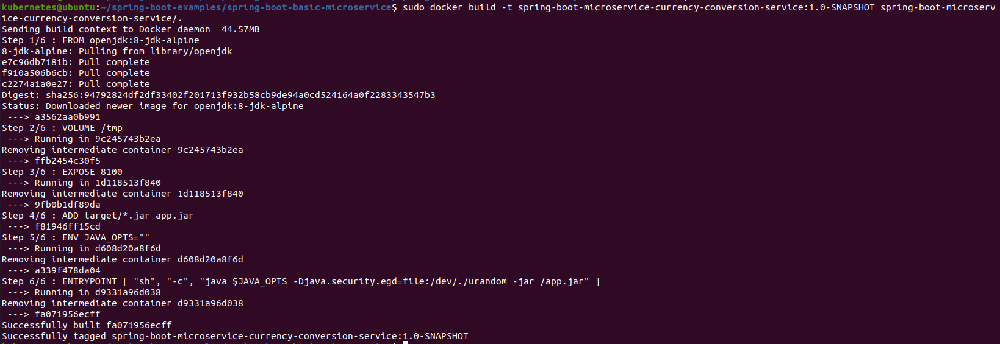 kubernetes@ubuntu:~/spring-boot-examples/spring-boot-basic-microservice$ sudo docker build -t spring-boot-microservice-currency-conversion-service:1.0-SNAPSHOT spring-boot-microserv
ice-currency-conversion-service/.
Sending build context to Docker daemon  44.57MB
Step 1/6 : FROM openjdk:8-jdk-alpine
8-jdk-alpine: Pulling from library/openjdk
e7c96db7181b: Pull complete
f910a506b6cb: Pull complete
c2274a1a0e27: Pull complete
Digest: sha256:94792824df2df33402f201713f932b58cb9de94a0cd524164a0f2283343547b3
Status: Downloaded newer image for openjdk:8-jdk-alpine
 ---> a3562aa0b991
Step 2/6 : VOLUME /tmp
 ---> Running in 9c245743b2ea
Removing intermediate container 9c245743b2ea
 ---> ffb2454c30f5
Step 3/6 : EXPOSE 8100
 ---> Running in 1d118513f840
Removing intermediate container 1d118513f840
 ---> 9fb0b1df89da
Step 4/6 : ADD target/*.jar app.jar
 ---> f81946ff15cd
Step 5/6 : ENV JAVA_OPTS=""
 ---> Running in d608d20a8f6d
Removing intermediate container d608d20a8f6d
 ---> a339f478da04
Step 6/6 : ENTRYPOINT [ "sh", "-c", "java $JAVA_OPTS -Djava.security.egd=file:/dev/./urandom -jar /app.jar" ]
 ---> Running in d9331a96d038
Removing intermediate container d9331a96d038
 ---> fa071956ecff
Successfully built fa071956ecff
Successfully tagged spring-boot-microservice-currency-conversion-service:1.0-SNAPSHOT